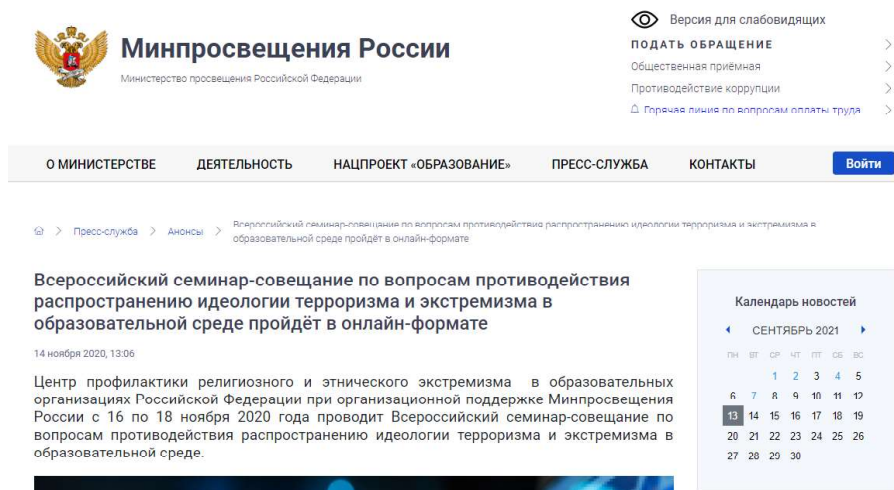 Версия для слабовидящих
Минпросвещения России
Министерство просвещения Российской Федерации
ПОДАТЬ ОБРАЩЕНИЕ
Общественная приёмная
Противодействие коррупции
Горячая линия по вопросам оплаты труда
О МИНИСТЕРСТВЕ ДЕЯТЕЛЬНОСТЬ НАЦПРОЕКТ «ОБРАЗОВАНИЕ» ПРЕСС-СЛУЖБА КОНТАКТЫ Войти
Пресс-служба > Анонсы > Всероссийский семинар-совещание по вопросам противодействия распространению идеологии терроризма и экстремизма в
образовательной среде пройдёт в онлайн-формате
Всероссийский семинар-совещание по вопросам противодействия
распространению идеологии терроризма и экстремизма в
образовательной среде пройдёт в онлайн-формате
14 ноября 2020, 13:06
Центр профилактики религиозного и этнического экстремизма в образовательных
организациях Российской Федерации при организационной поддержке Минпросвещения
России с 16 по 18 ноября 2020 года проводит Всероссийский семинар-совещание по
вопросам противодействия распространению идеологии терроризма и экстремизма в
образовательной среде.
Календарь новостей
СЕНТЯБРЬ 2021
ПН ВТ СР ЧТ ПТ СБ ВС
1 2 3 4 5
6 7 8 9 10 11 12
13 14 15 16 17 18 19
20 21 22 23 24 25 26
27 28 29 30